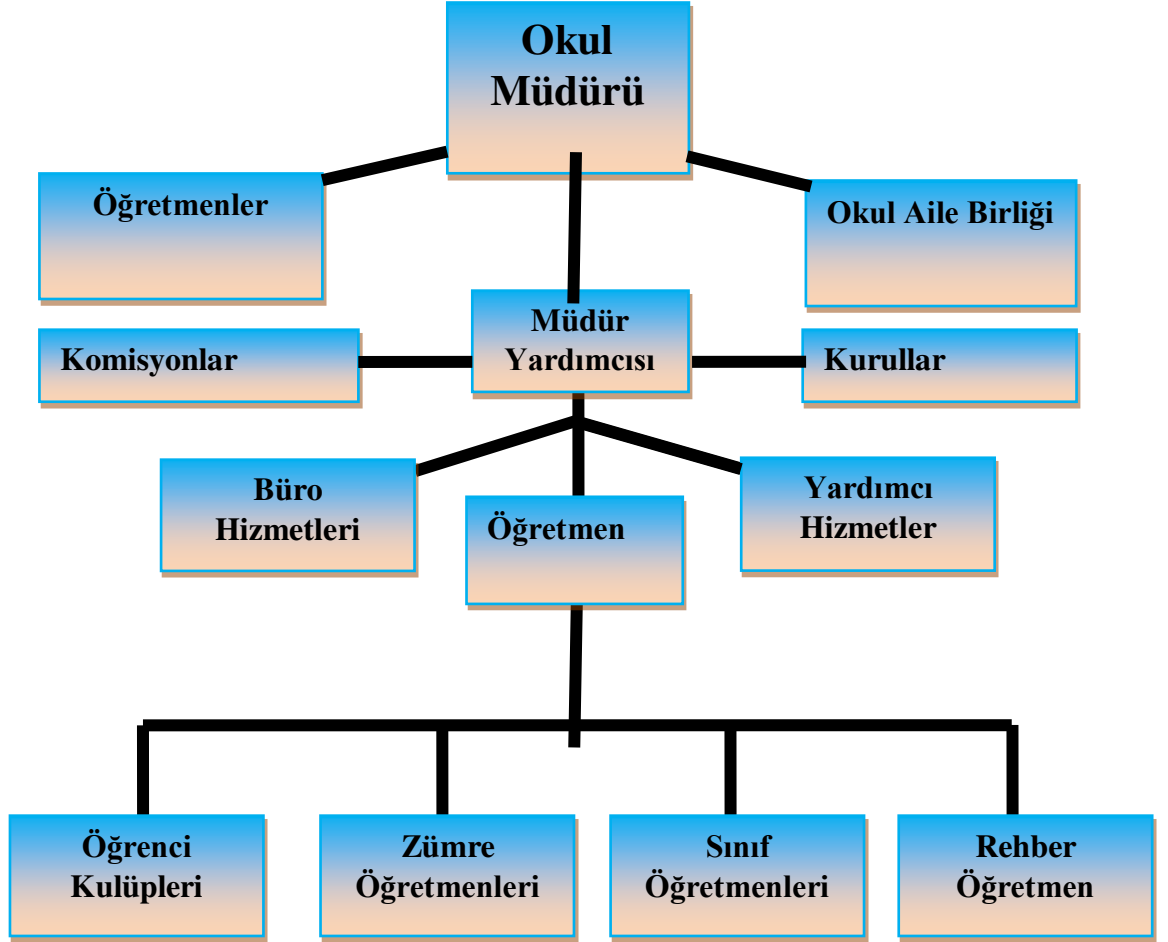 Okul
Müdürü
Öğretmenler
Okul Aile Birliği
Müdür
Yardımcısı
Komisyonlar
Kurullar
Büro
Hizmetleri
Öğretmen
Yardımcı
Hizmetler
Öğrenci
Kulüpleri
Zümre
Öğretmenleri
Sınıf
Öğretmenleri
Rehber
Öğretmen